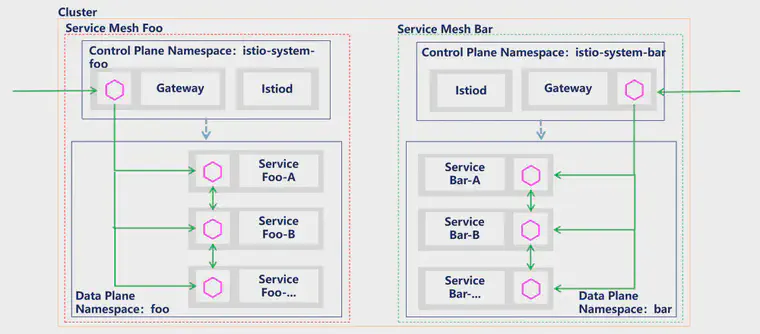 Cluster
Service Mesh Foo
Control Plane Namespace：istio-system-
foo
Gateway
Istiod
Service
Foo-A
Service
Foo-B
Service
Foo-...
Data Plane
Namespace：foo
Service Mesh Bar
Control Plane Namespace：istio-system-bar
Istiod
Gateway
Service
Bar-A
Service
Bar-B
Service
Bar-...
Data Plane
Namespace：bar